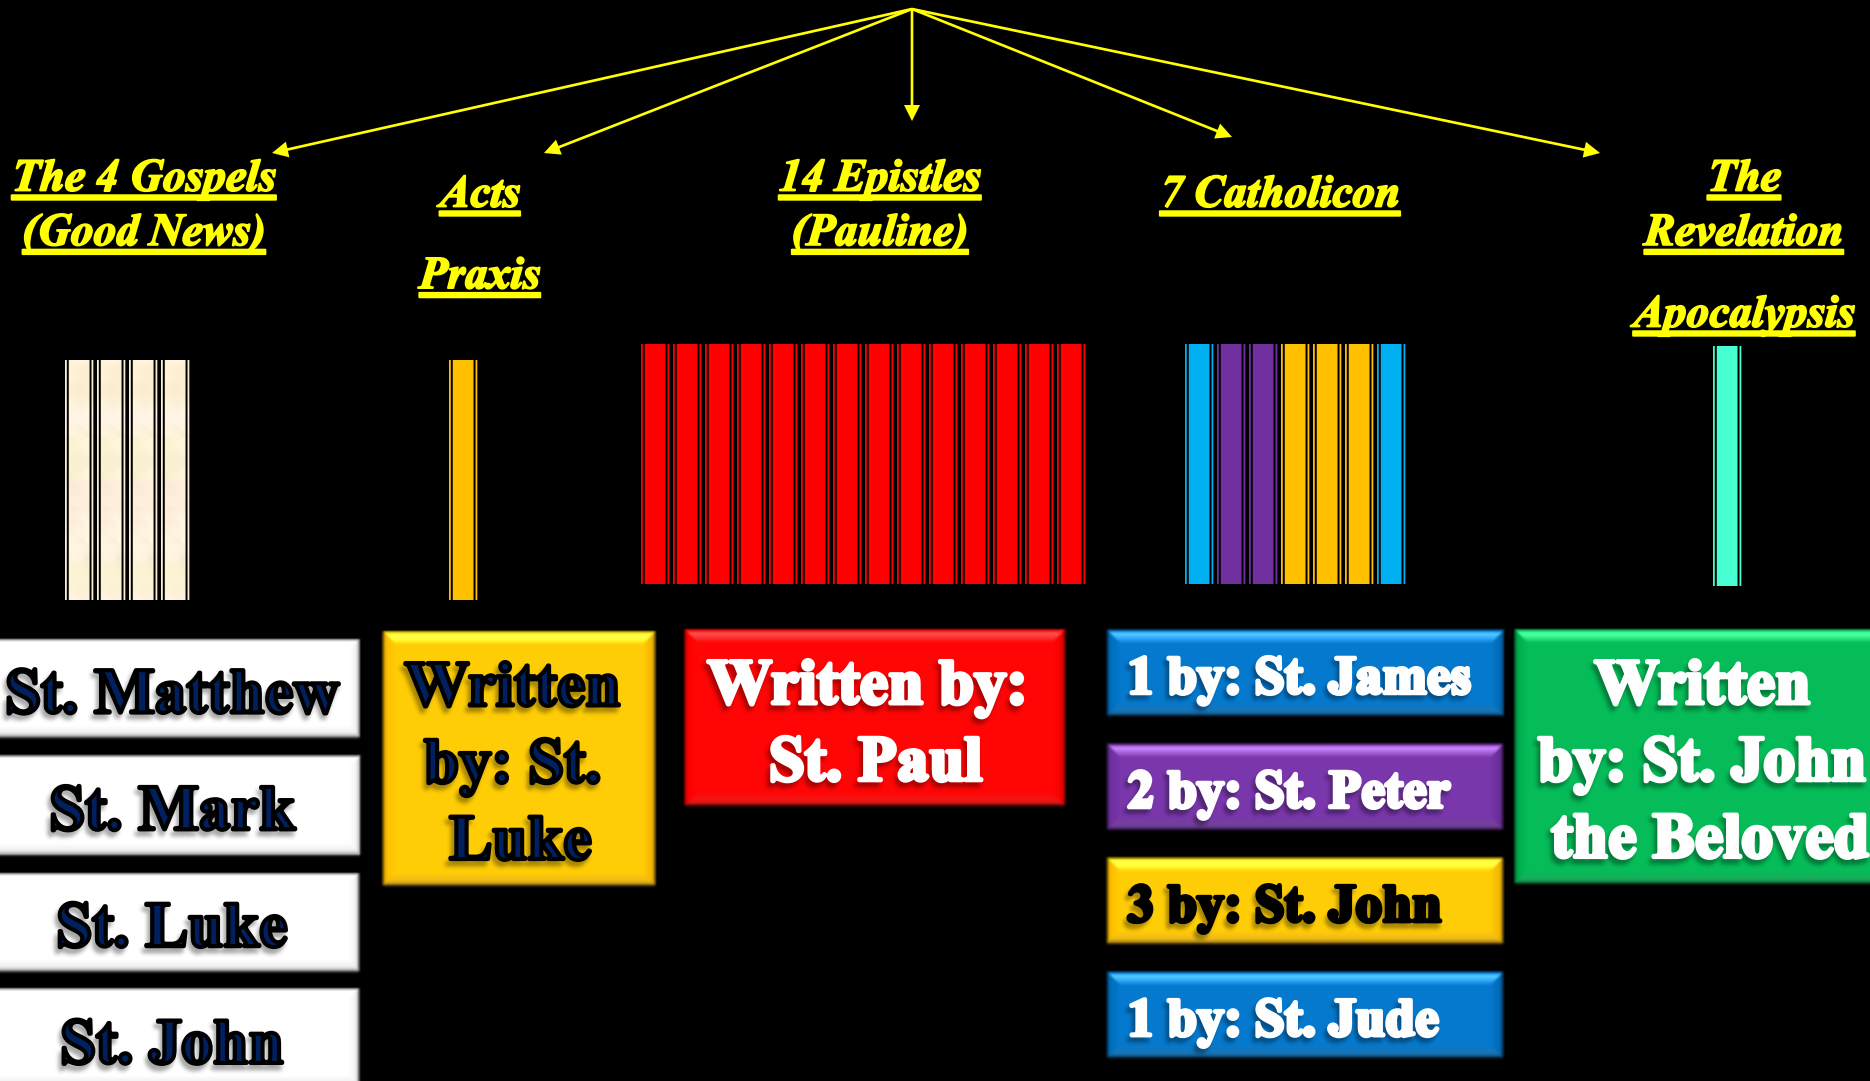 The 4 Gospels
(Good News)
Acts
Praxis
14 Epistles
(Pauline)
7 Catholicon
The
Revelation
Apocalypsis
St. Matthew
St. Mark
St. Luke
St. John
Written
by: St.
Luke
Written by:
St. Paul
1 by: St. James
2 by: St. Peter
3 by: St. John
1 by: St. Jude
Written
by: St. John
the Beloved